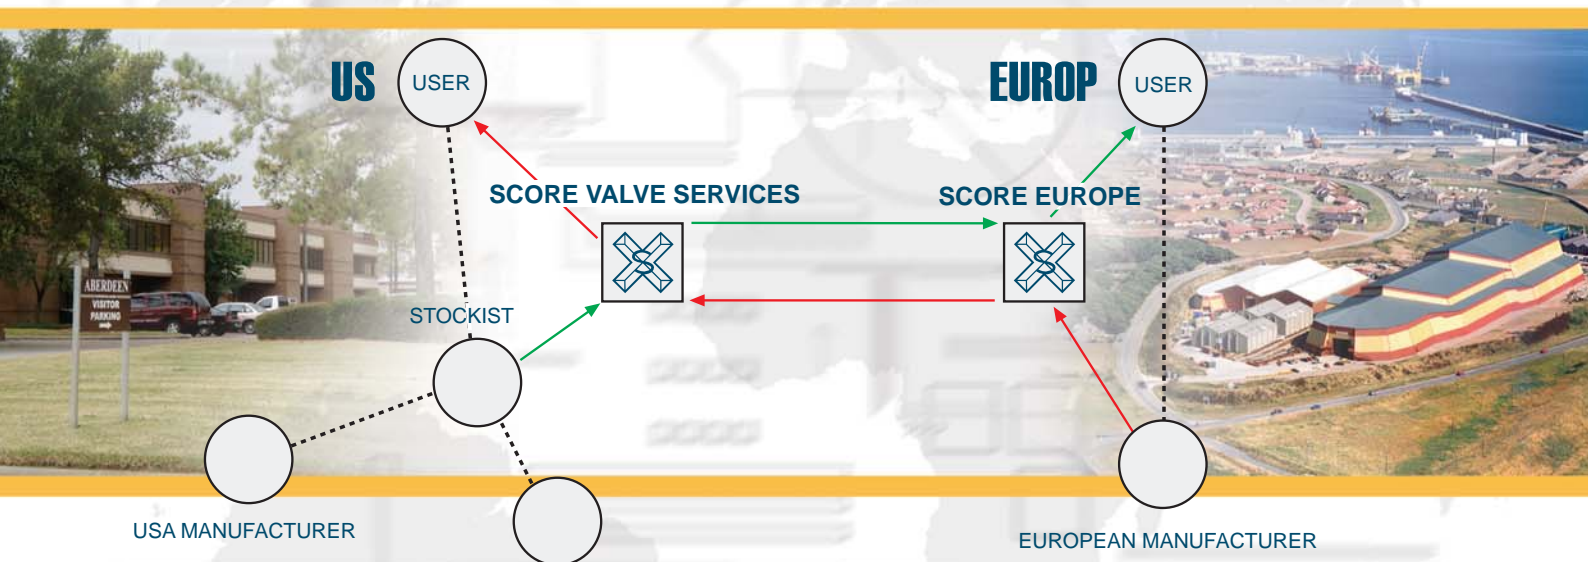 US
USER
EUROP
USER
SCORE VALVE SERVICES
SCORE EUROPE
S
S
ABERDEEN
VISITOR
PARKING
STOCKIST
USA MANUFACTURER
EUROPEAN MANUFACTURER